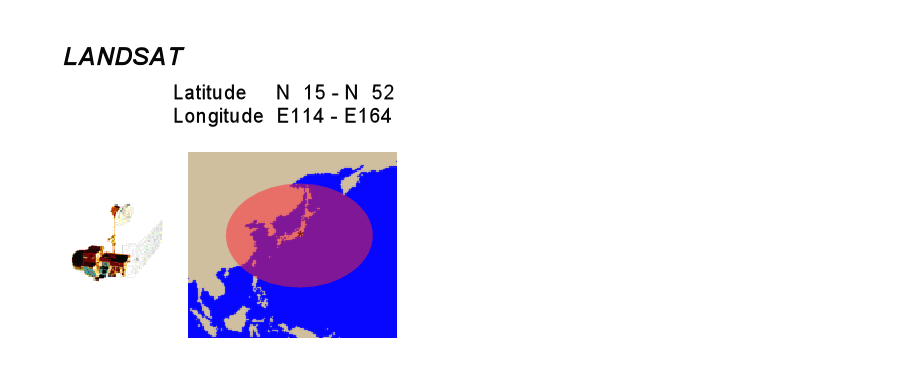 LANDSAT
Latitude N 15 - N 52
Longitude E114 - E164